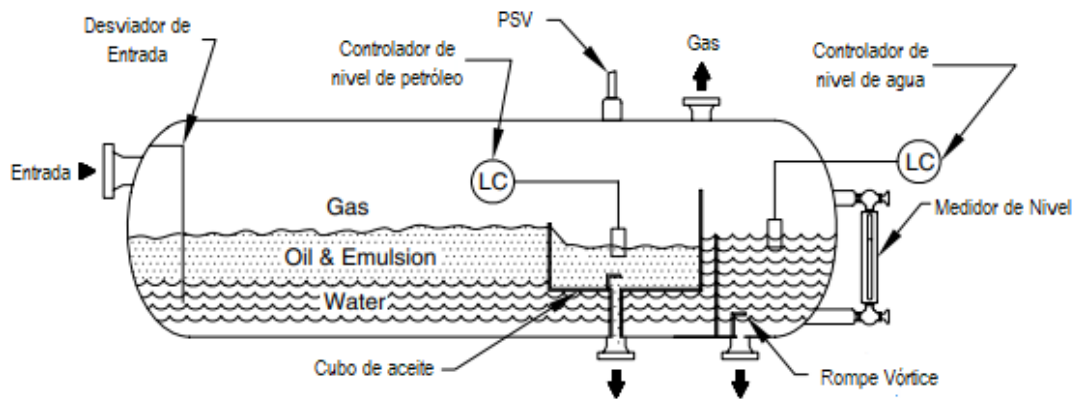 Desviador de
Entrada
Controlador de
nivel de petróleo
PSV
Gas
Controlador de
nivel de agua
Entrada
LC
LC
Gas
Medidor de Nivel
Oil & Emulsion
Water
Cubo de aceite
Rompe Vórtice